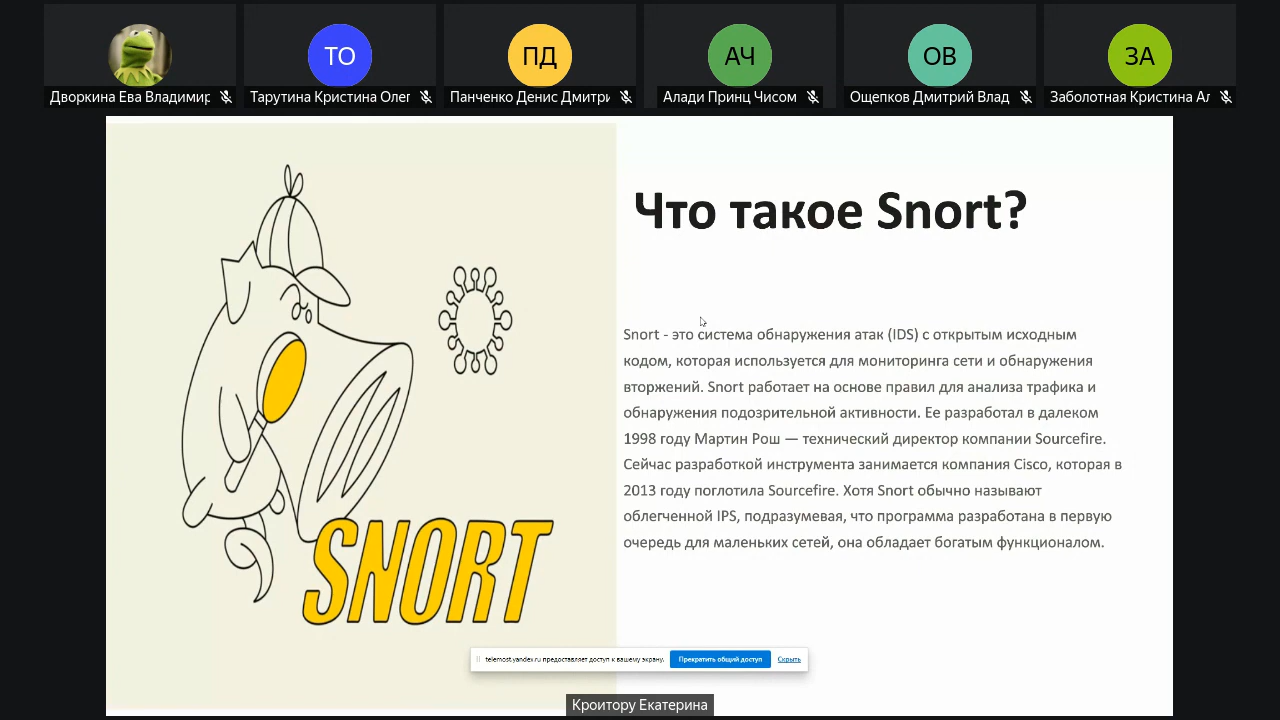 ТО
ПД
АЧ
ОВ
ЗА
Дворкина Ева Владимир
Тарутина Кристина Олег
Панченко Денис Дмитри
Алади Принц Чисом
Ощепков Дмитрий Влад
Заболотная Кристина Ал
Что такое Snort?
Snort - это система обнаружения атак (IDS) с открытым исходным
кодом, которая используется для мониторинга сети и обнаружения
вторжений. Snort работает на основе правил для анализа трафика и
обнаружения подозрительной активности. Ее разработал в далеком
1998 году Мартин Рош — технический директор компании Sourcefire.
Сейчас разработкой инструмента занимается компания Cisco, которая в
2013 году поглотила Sourcefire. Хотя Snort обычно называют
облегченной IPS, подразумевая, что программа разработана в первую
очередь для маленьких сетей, она обладает богатым функционалом.
SNORT
telemost.yandex.ru предоставляет доступ к вашему экрану.
Прекратить общий доступ
Скрыть
Кроитору Екатерина